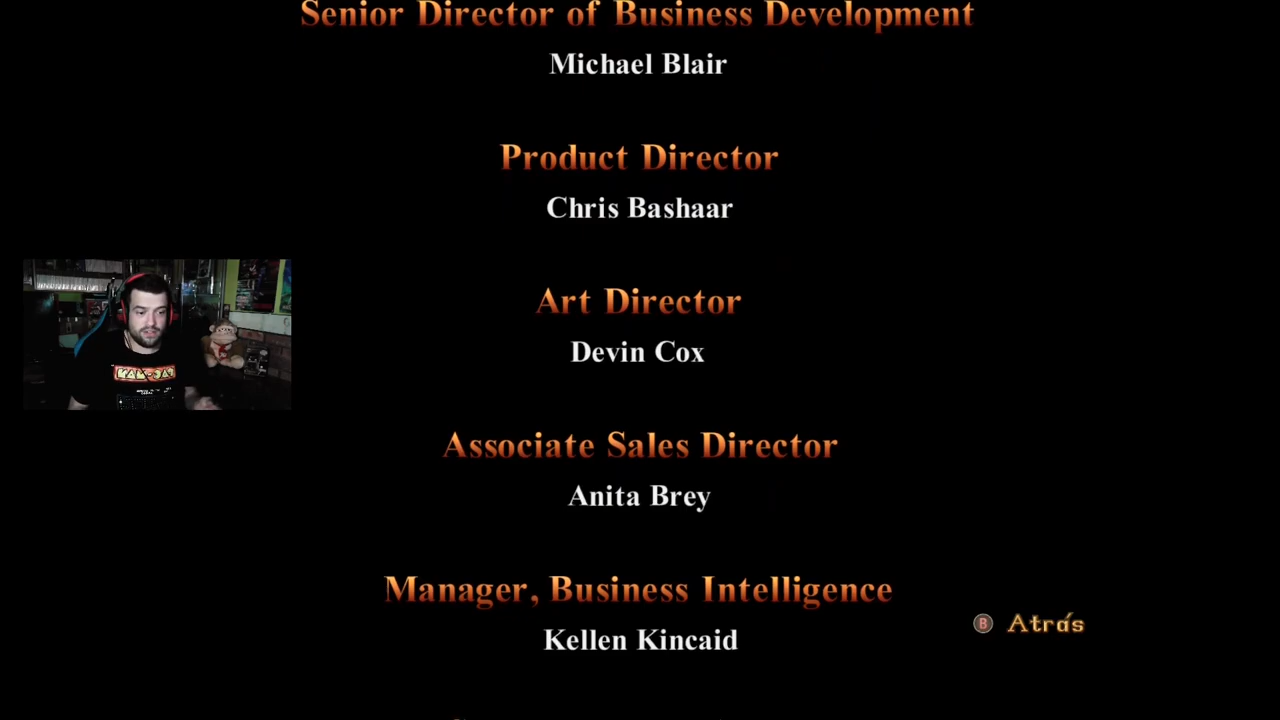 Senior Director of Business Development
Michael Blair
Product Director
Chris Bashaar
Art Director
Devin Cox
Associate Sales Director
Anita Brey
Manager, Business Intelligence
Kellen Kincaid
B Atrás